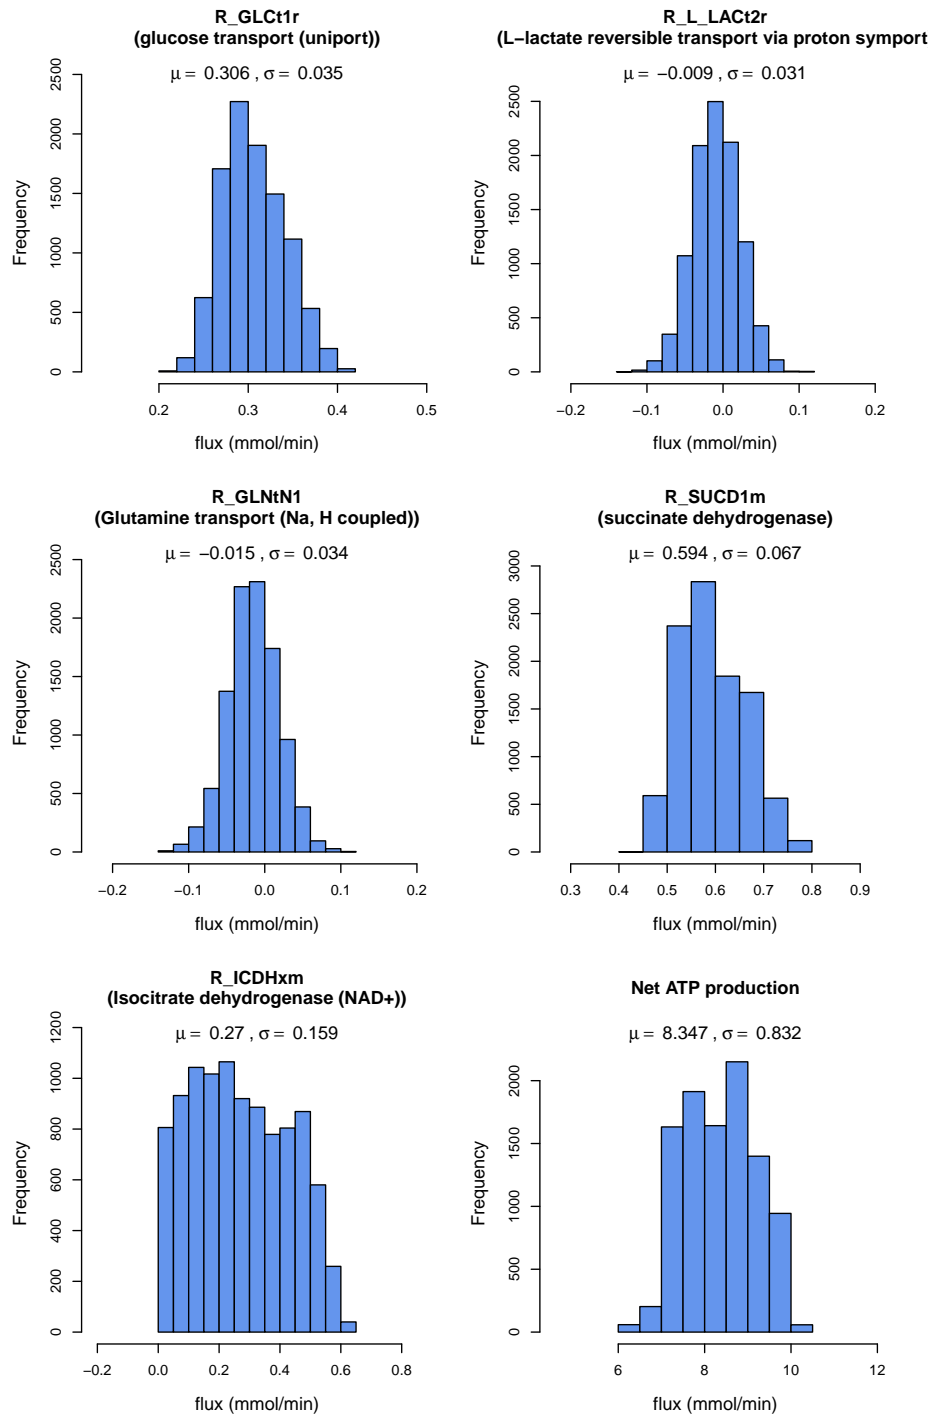 R_GLCt1r
(glucose transport (uniport))
μ = 0.306 , σ = 0.035
Frequency
2500
2000
1500
1000
500
0
0.2 0.3 0.4 0.5
flux (mmol/min)
R_L_LACt2r
(L−lactate reversible transport via proton symport
μ = −0.009 , σ = 0.031
Frequency
2500
2000
1500
1000
500
0
−0.2 −0.1 0.0 0.1 0.2
flux (mmol/min)
R_GLNtN1
(Glutamine transport (Na, H coupled))
μ = −0.015 , σ = 0.034
Frequency
2500
2000
1500
1000
500
0
−0.2 −0.1 0.0 0.1 0.2
flux (mmol/min)
R_SUCD1m
(succinate dehydrogenase)
μ = 0.594 , σ = 0.067
Frequency
3000
2500
2000
1500
1000
500
0
0.3 0.4 0.5 0.6 0.7 0.8 0.9
flux (mmol/min)
R_ICDHxm
(Isocitrate dehydrogenase (NAD+))
μ = 0.27 , σ = 0.159
Frequency
1200
1000
800
600
400
200
0
−0.2 0.0 0.2 0.4 0.6 0.8
flux (mmol/min)
Net ATP production
μ = 8.347 , σ = 0.832
Frequency
2000
1500
1000
500
0
6 8 10 12
flux (mmol/min)